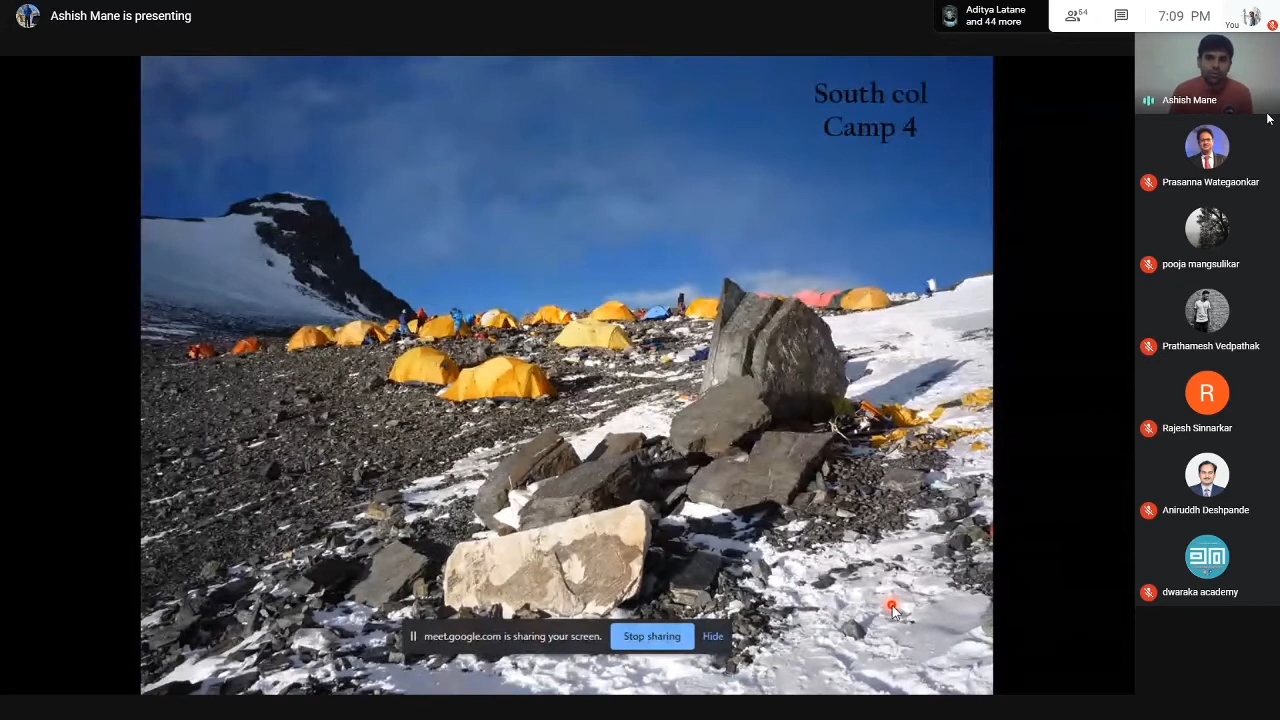 Ashish Mane is presenting
Aditya Latane
and 44 more
54
7:09 PM
You
South col
Camp 4
Ashish Mane
Prasanna Wategaonkar
pooja mangsulikar
Prathamesh Vedpathak
R
Rajesh Sinnarkar
Aniruddh Deshpande
dwaraka academy
meet.google.com is sharing your screen.
Stop sharing
Hide